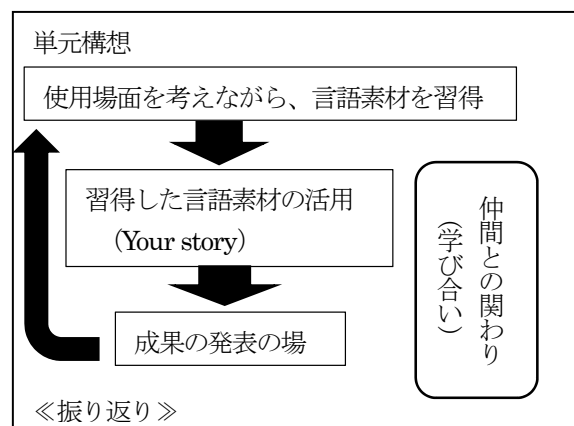 単元構想
使用場面を考えながら、言語素材を習得
習得した言語素材の活用
（Your story）
仲間との関わり
（学び合い）
成果の発表の場
≪振り返り≫